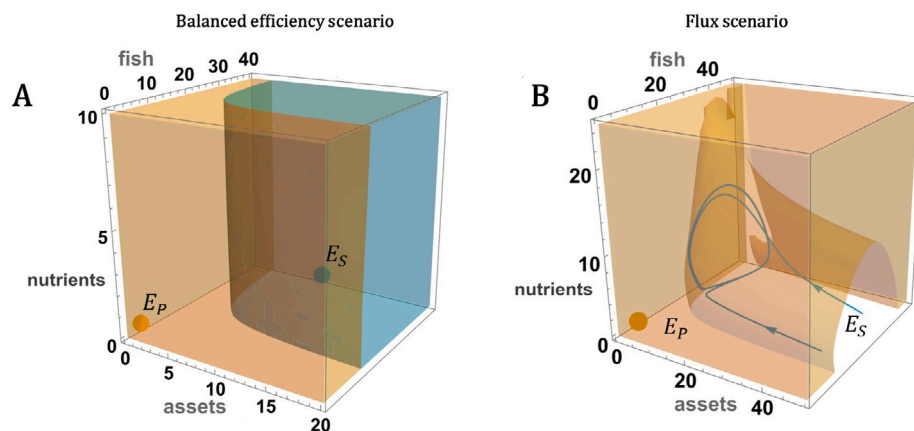 Balanced efficiency scenario
A
fish
0 10 20 30 40
10
5
0
nutrients
E_P
E_S
0
5
10
15
20
assets
Flux scenario
B
fish
0 20 40
20
10
0
nutrients
E_P
E_S
0
20
40
assets